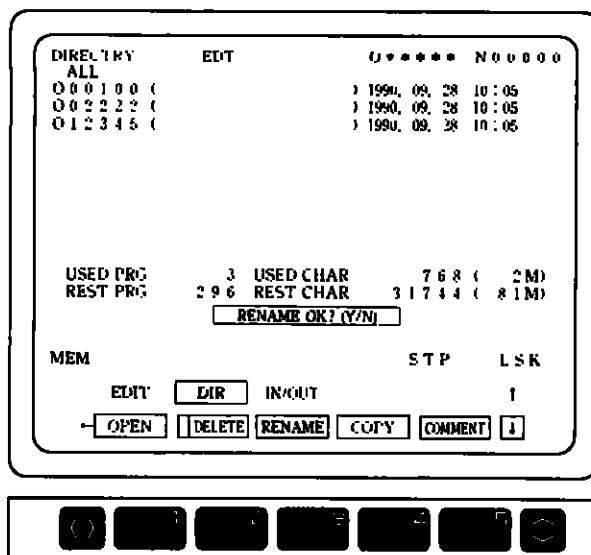 DIRECTRY EDT O***** N00000
ALL
O00100 ( ) 1990. 09. 28 10:05
O02222 ( ) 1990. 09. 28 10:05
O12345 ( ) 1990. 09. 28 10:05
USED PRG 3 USED CHAR 768 ( 2M)
REST PRG 296 REST CHAR 31744 ( 81M)
RENAME OK? (Y/N)
MEM STP LSK
EDIT DIR IN/OUT ↑
OPEN DELETE RENAME COPY COMMENT ↓